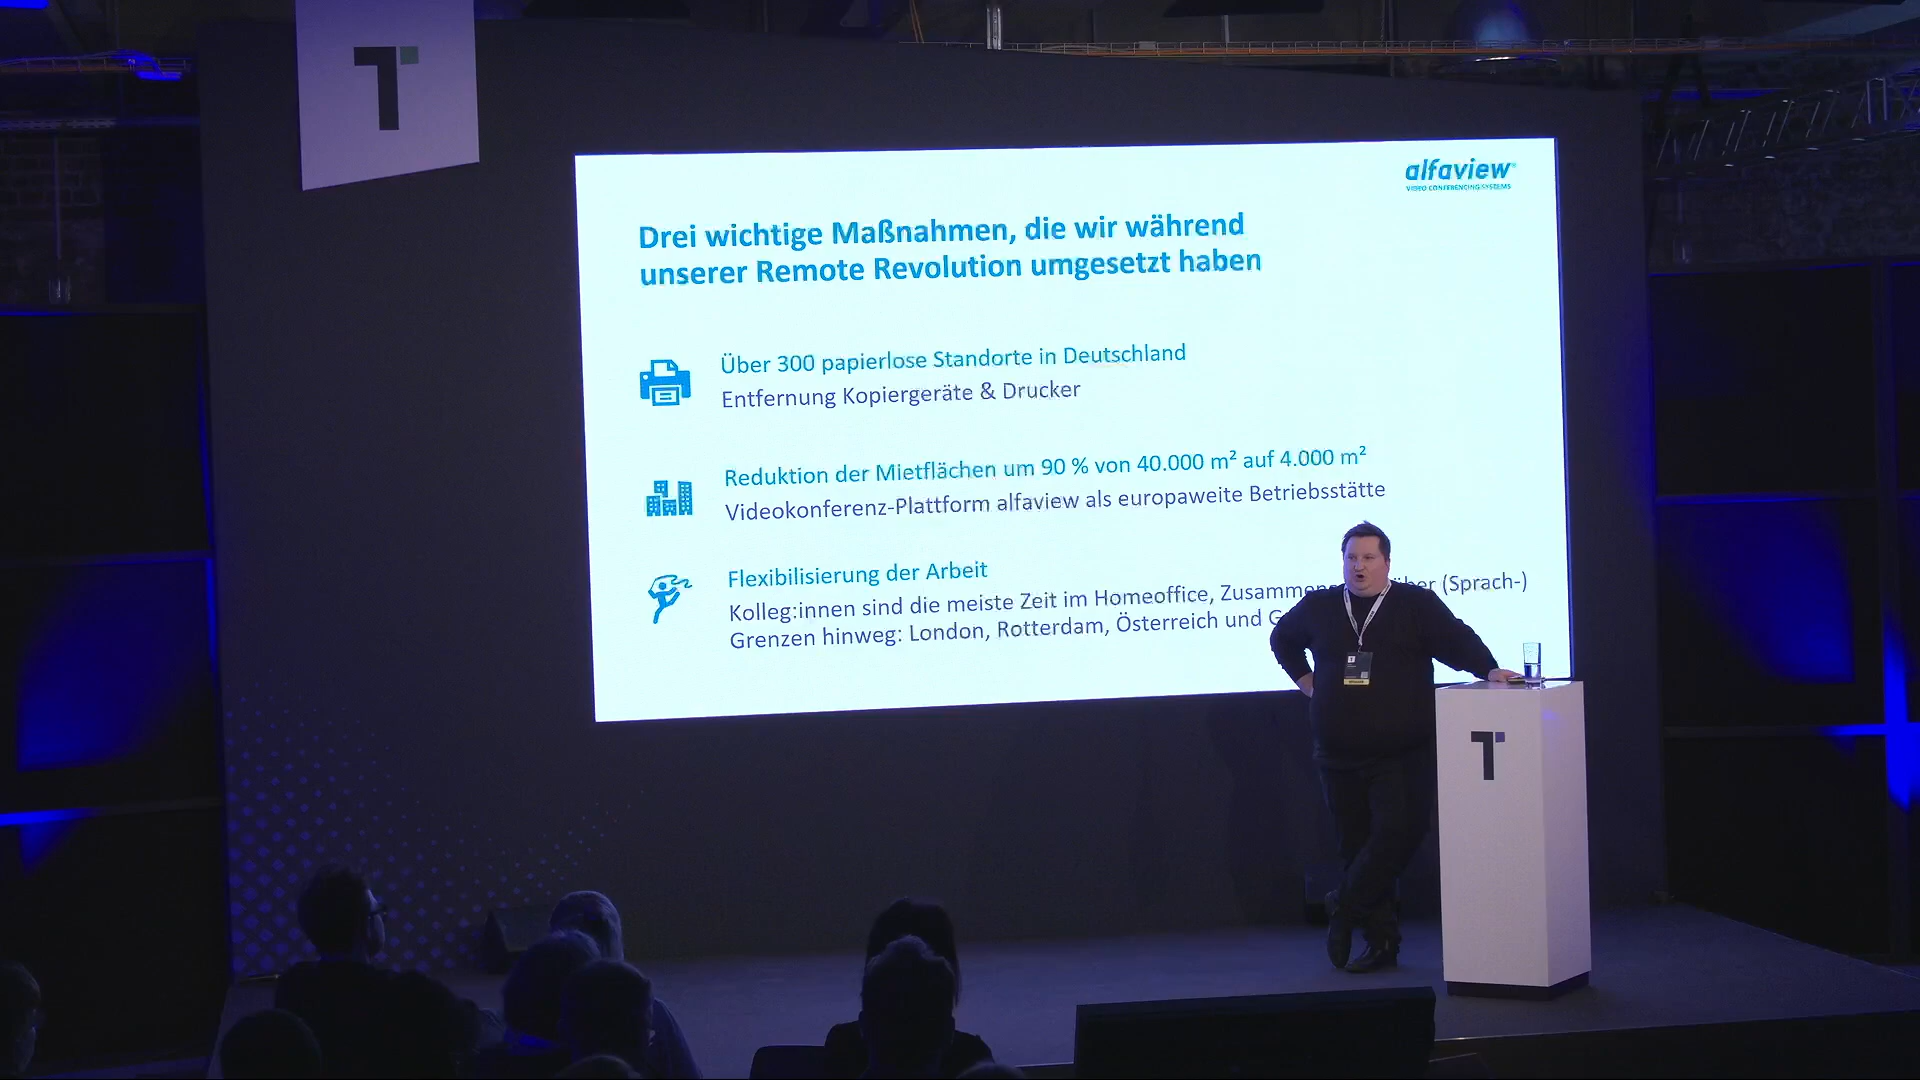 alfaview®
VIDEO CONFERENCING SYSTEMS
Drei wichtige Maßnahmen, die wir während
unserer Remote Revolution umgesetzt haben
Über 300 papierlose Standorte in Deutschland
Entfernung Kopiergeräte & Drucker
Reduktion der Mietflächen um 90 % von 40.000 m² auf 4.000 m²
Videokonferenz-Plattform alfaview als europaweite Betriebsstätte
Flexibilisierung der Arbeit
Kolleg:innen sind die meiste Zeit im Homeoffice, (Sprach-)
Grenzen hinweg: London, Rotterdam, Österreich und